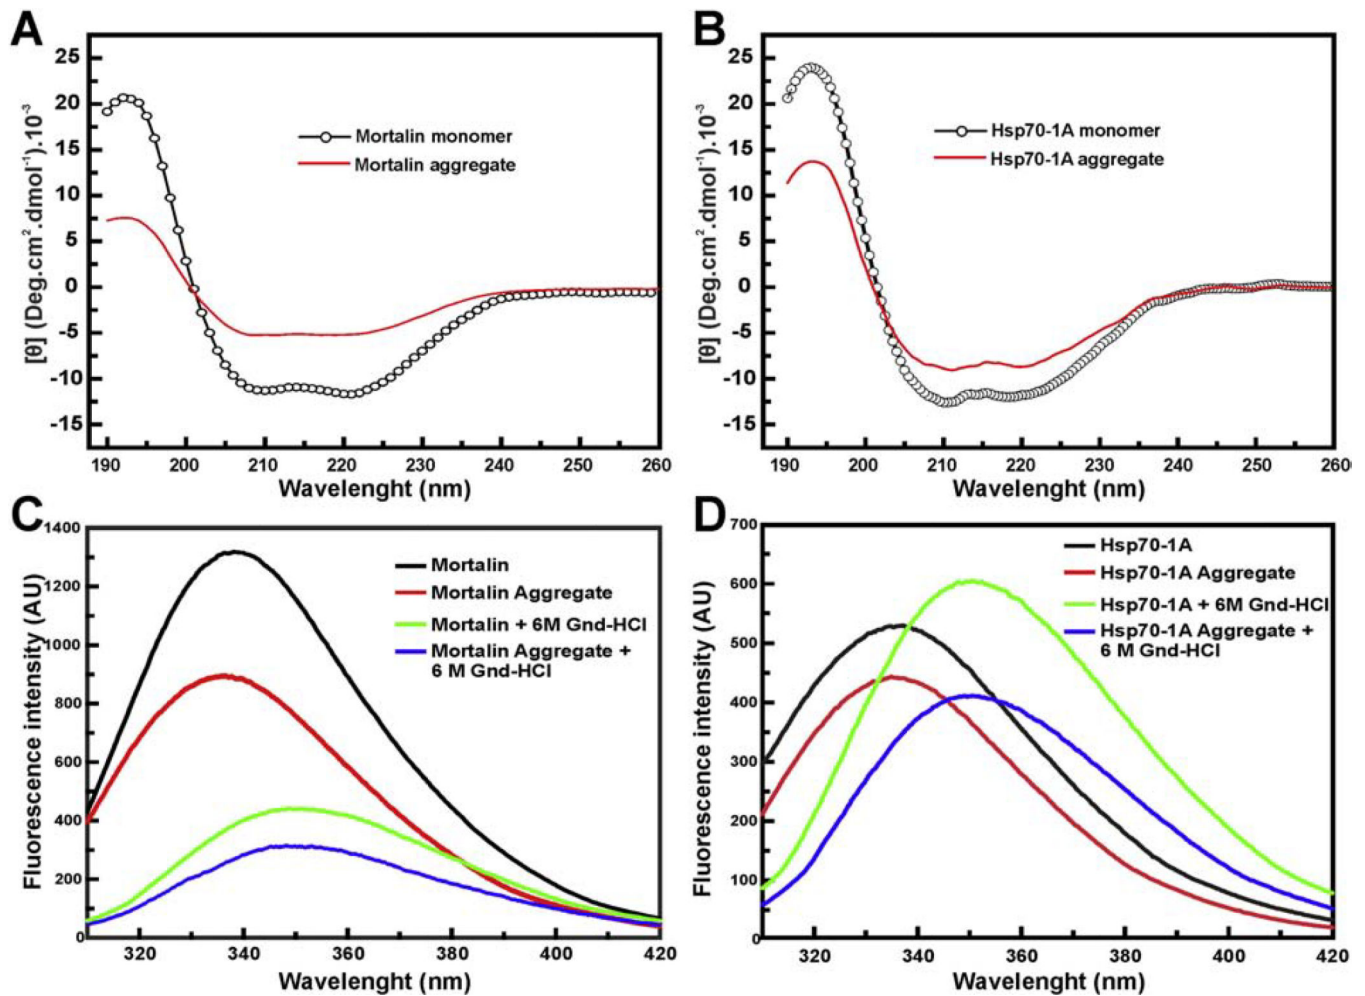 A
[θ] (Deg.cm².dmol⁻¹).10⁻³
25
20
15
10
5
0
-5
-10
-15
Mortalin monomer
Mortalin aggregate
190 200 210 220 230 240 250 260
Wavelenght (nm)
B
[θ] (Deg.cm².dmol⁻¹).10⁻³
25
20
15
10
5
0
-5
-10
-15
Hsp70-1A monomer
Hsp70-1A aggregate
190 200 210 220 230 240 250 260
Wavelenght (nm)
C
Fluorescence intensity (AU)
1400
1200
1000
800
600
400
200
0
Mortalin
Mortalin Aggregate
Mortalin + 6M Gnd-HCl
Mortalin Aggregate +
6 M Gnd-HCl
320 340 360 380 400 420
Wavelenght (nm)
D
Fluorescence intensity (AU)
700
600
500
400
300
200
100
0
Hsp70-1A
Hsp70-1A Aggregate
Hsp70-1A + 6M Gnd-HCl
Hsp70-1A Aggregate +
6 M Gnd-HCl
320 340 360 380 400 420
Wavelenght (nm)